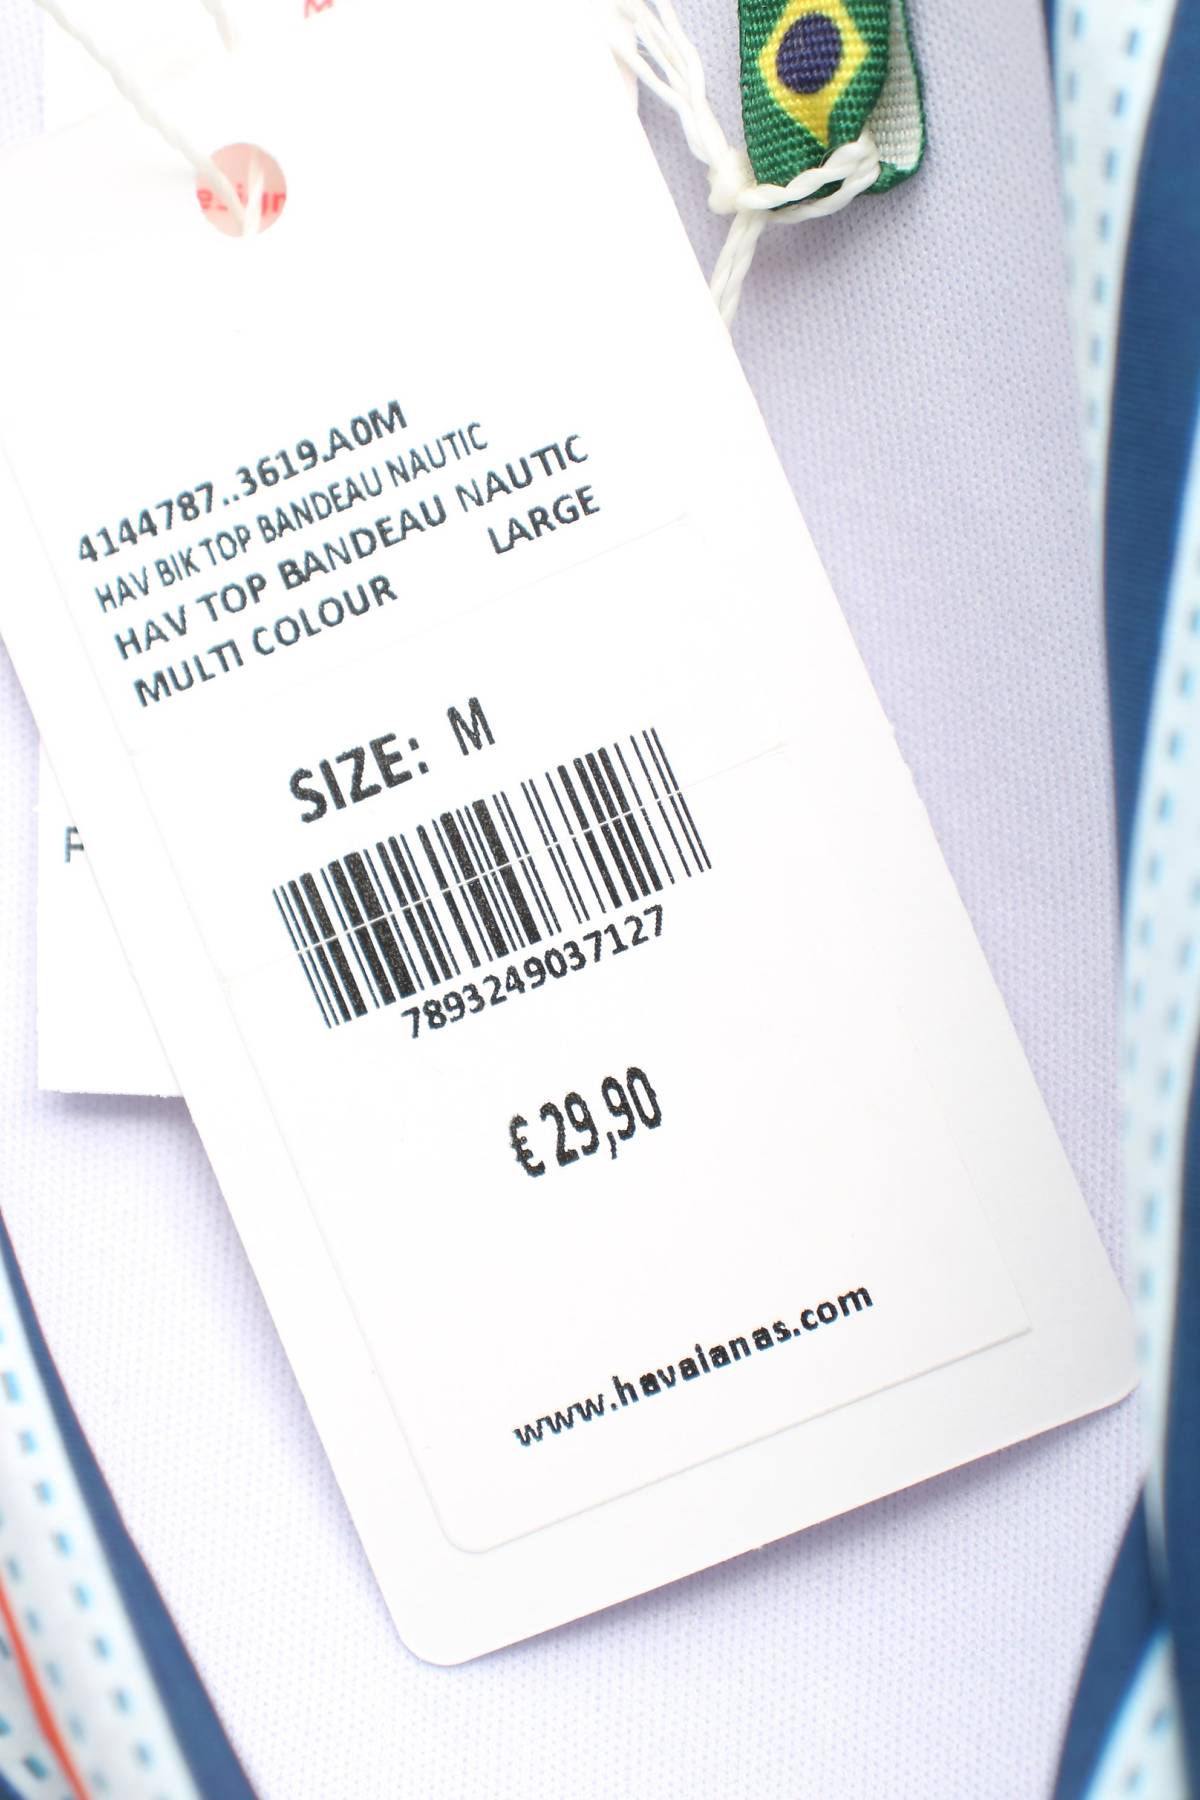 4144787..3619.A0M
HAV BIK TOP BANDEAU NAUTIC
HAV TOP BANDEAU NAUTIC
MULTI COLOUR LARGE
SIZE: M
7893249037127
€ 29,90
www.havaianas.com